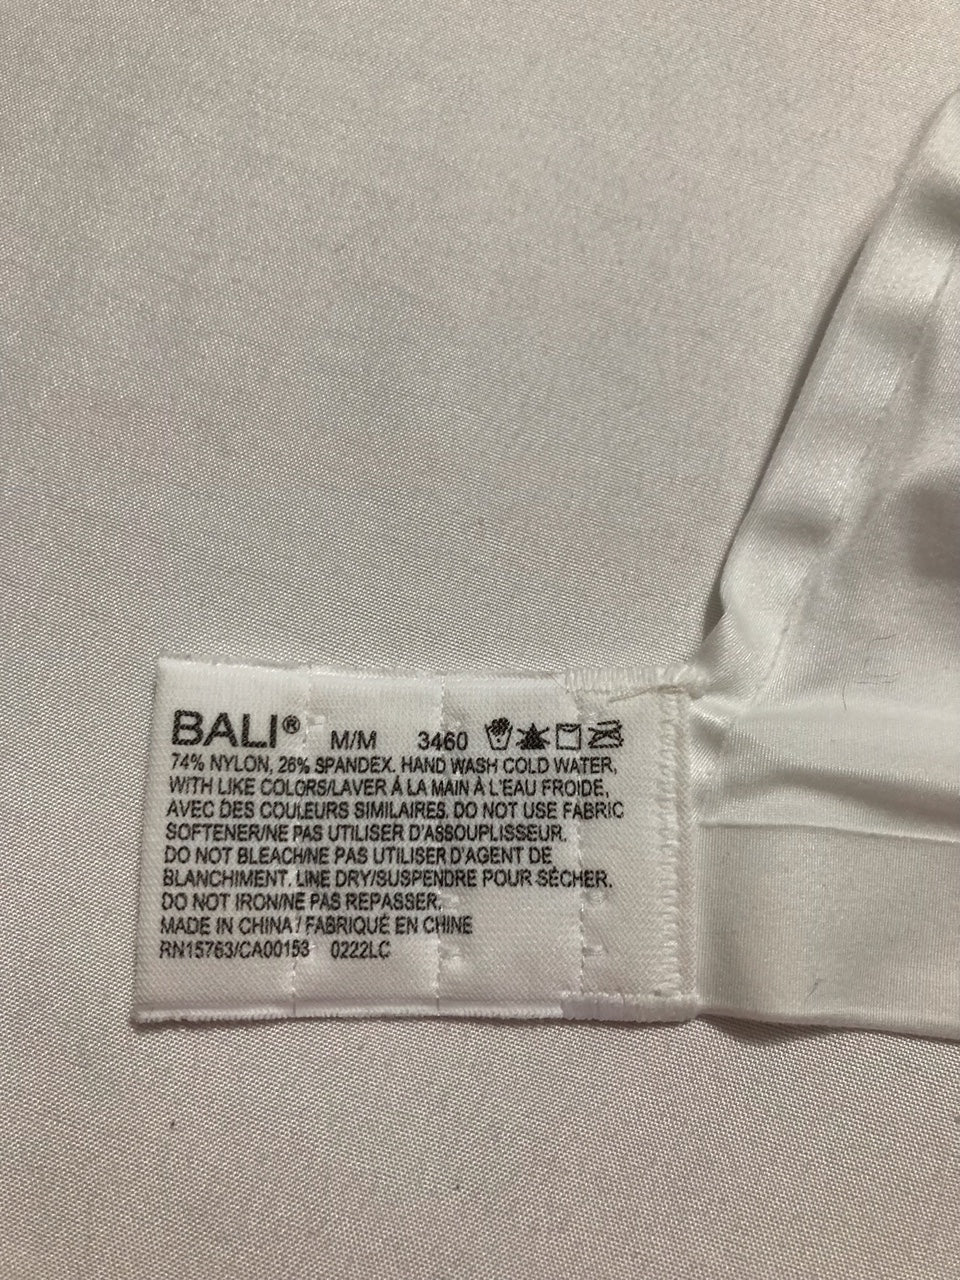 BALI® M/M 3460
74% NYLON, 26% SPANDEX. HAND WASH COLD WATER,
WITH LIKE COLORS/LAVER À LA MAIN À L'EAU FROIDE,
AVEC DES COULEURS SIMILAIRES. DO NOT USE FABRIC
SOFTENER/NE PAS UTILISER D'ASSOUPLISSEUR.
DO NOT BLEACH/NE PAS UTILISER D'AGENT DE
BLANCHIMENT. LINE DRY/SUSPENDRE POUR SÉCHER.
DO NOT IRON/NE PAS REPASSER.
MADE IN CHINA / FABRIQUÉ EN CHINE
RN15763/CA00153 0222LC